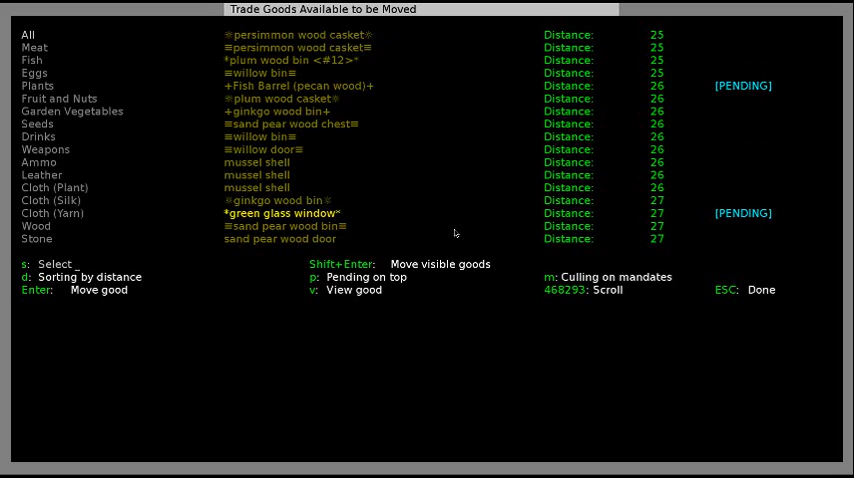 Trade Goods Available to be Moved
All ☼persimmon wood casket☼ Distance: 25
Meat ≡persimmon wood casket≡ Distance: 25
Fish *plum wood bin <#12>* Distance: 25
Eggs ≡willow bin≡ Distance: 25
Plants +Fish Barrel (pecan wood)+ Distance: 26 [PENDING]
Fruit and Nuts ☼plum wood casket☼ Distance: 26
Garden Vegetables +ginkgo wood bin+ Distance: 26
Seeds ≡sand pear wood chest≡ Distance: 26
Drinks ≡willow bin≡ Distance: 26
Weapons ≡willow door≡ Distance: 26
Ammo mussel shell Distance: 26
Leather mussel shell Distance: 26
Cloth (Plant) mussel shell Distance: 26
Cloth (Silk) ☼ginkgo wood bin☼ Distance: 27
Cloth (Yarn) *green glass window* Distance: 27 [PENDING]
Wood ≡sand pear wood bin≡ Distance: 27
Stone sand pear wood door Distance: 27
s: Select_ Shift+Enter: Move visible goods
d: Sorting by distance p: Pending on top m: Culling on mandates
Enter: Move good v: View good 468293: Scroll ESC: Done